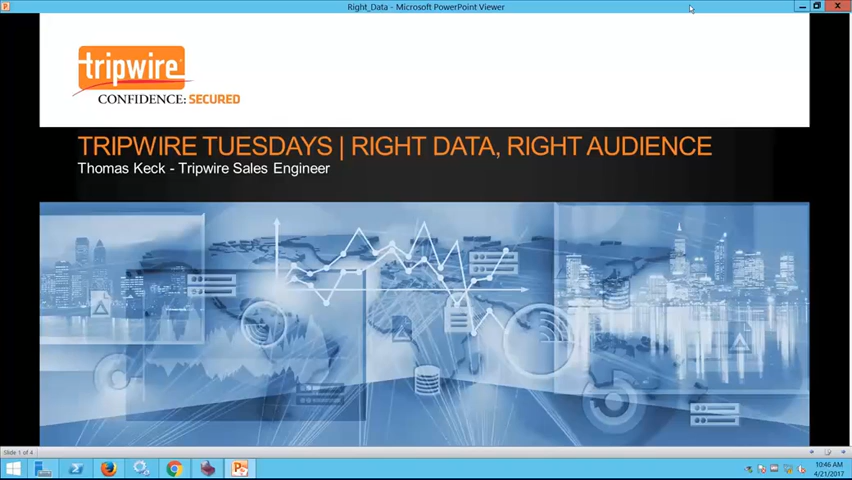 Right_Data - Microsoft PowerPoint Viewer
tripwire
CONFIDENCE: SECURED
TRIPWIRE TUESDAYS | RIGHT DATA, RIGHT AUDIENCE
Thomas Keck - Tripwire Sales Engineer
Slide 1 of 4
10:46 AM
4/21/2017